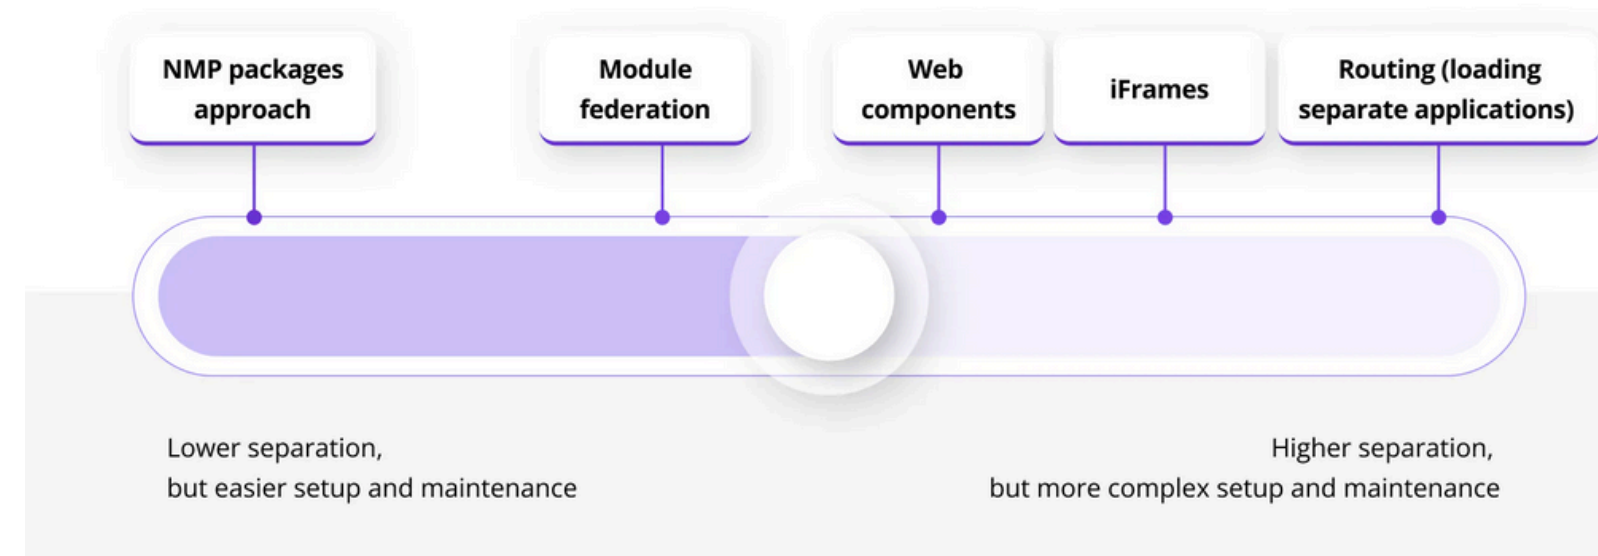 NMP packages
approach
Module
federation
Web
components
iFrames
Routing (loading
separate applications)
Lower separation,
but easier setup and maintenance
Higher separation,
but more complex setup and maintenance